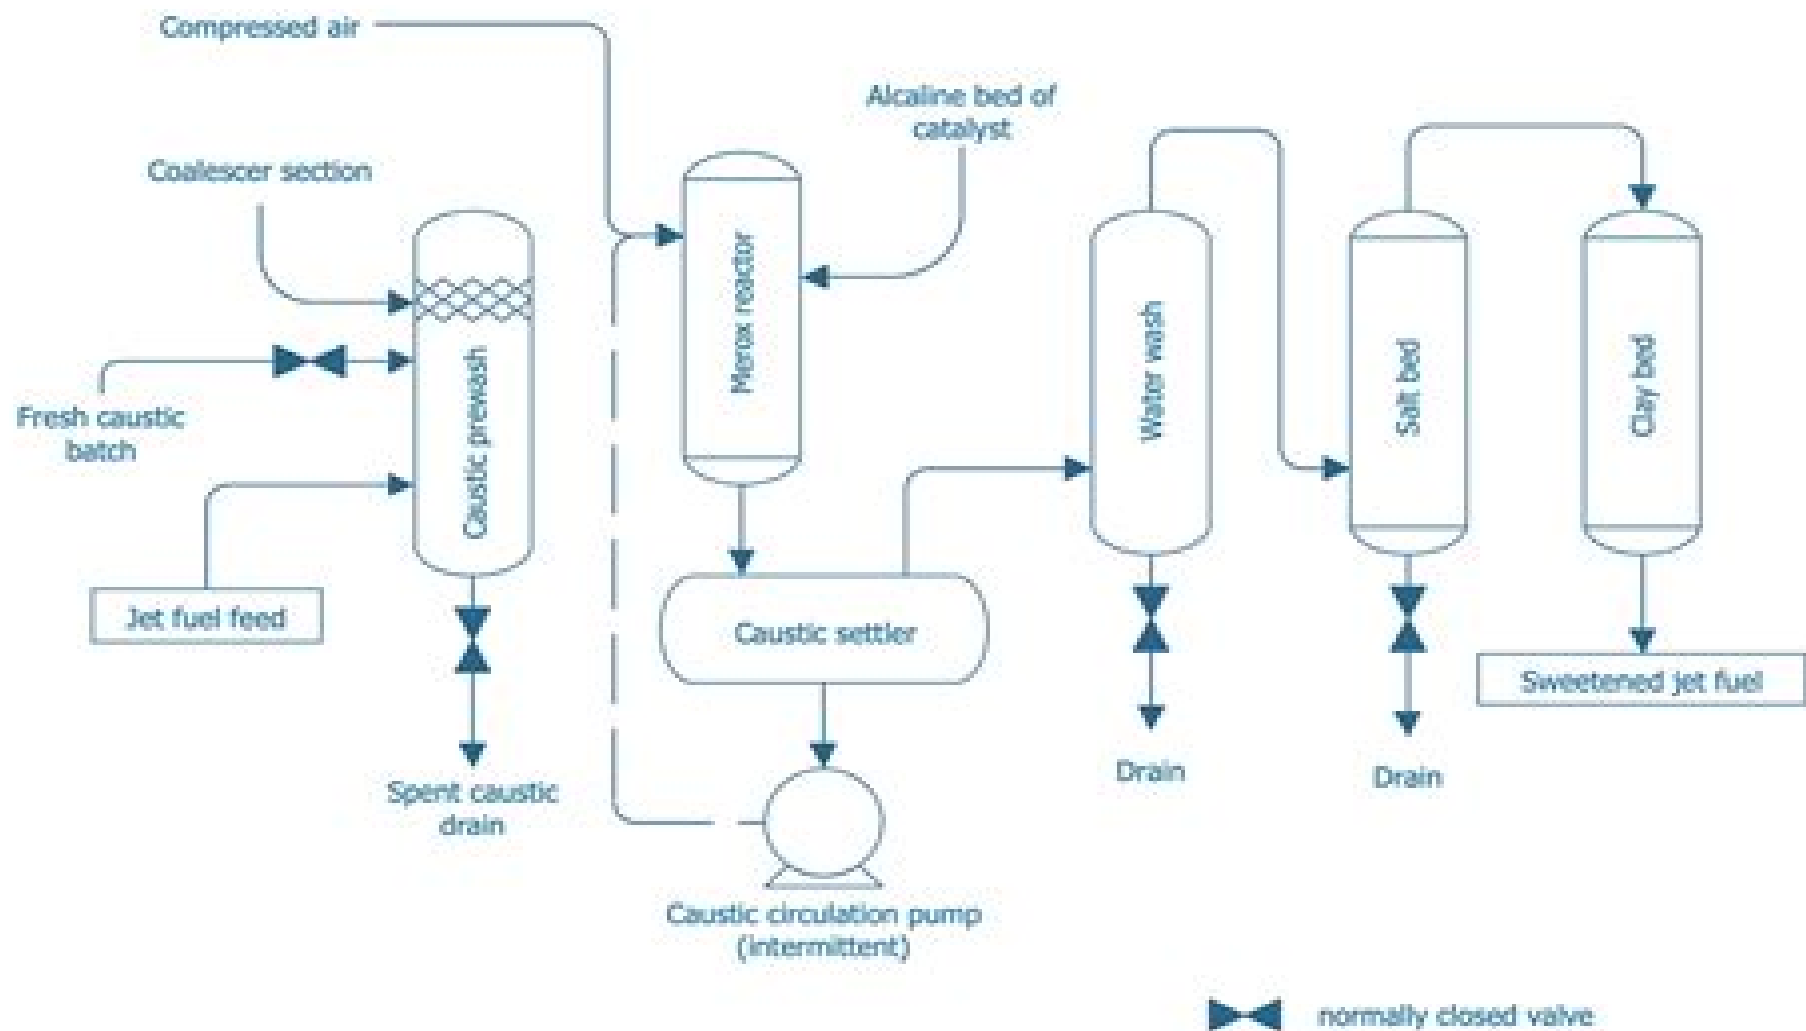 Compressed air
Alcaline bed of
catalyst
Coalescer section
Merox reactor
Fresh caustic
batch
Caustic prewash
Water wash
Salt bed
Clay bed
Jet fuel feed
Caustic settler
Sweetened jet fuel
Spent caustic
drain
Drain
Drain
Caustic circulation pump
(intermittent)
normally closed valve